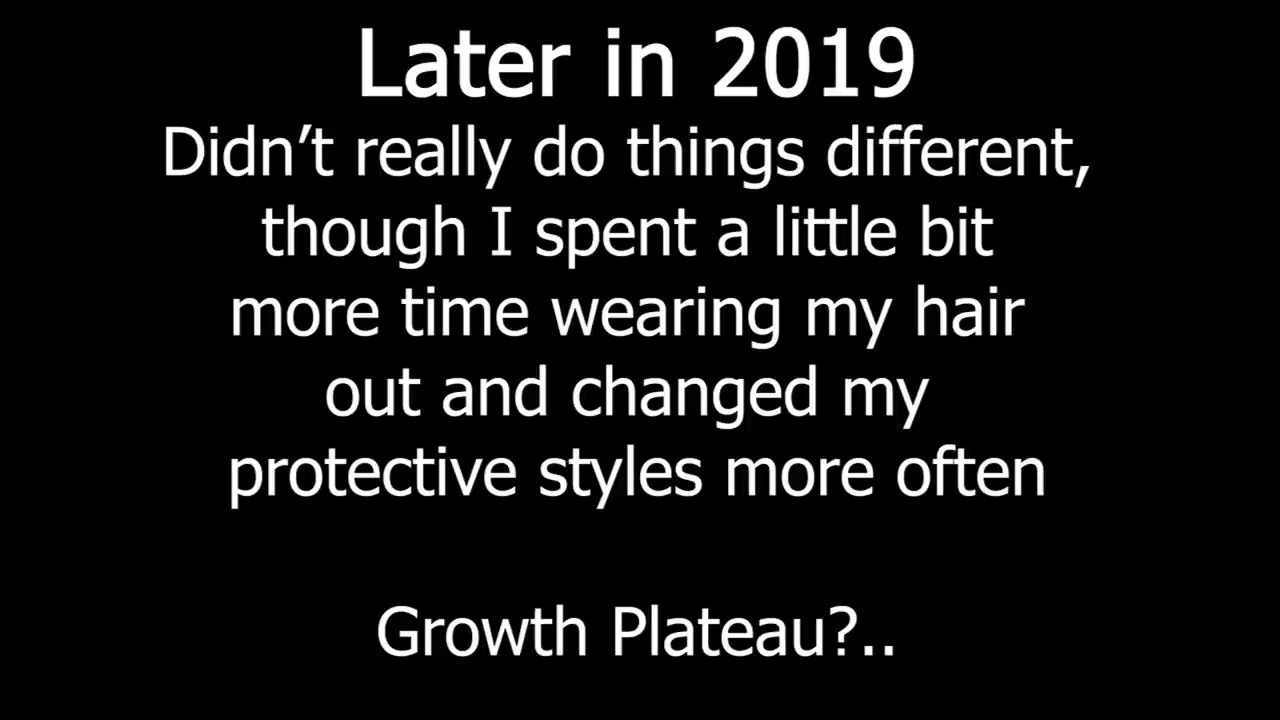 Later in 2019
Didn’t really do things different,
though I spent a little bit
more time wearing my hair
out and changed my
protective styles more often
Growth Plateau?..